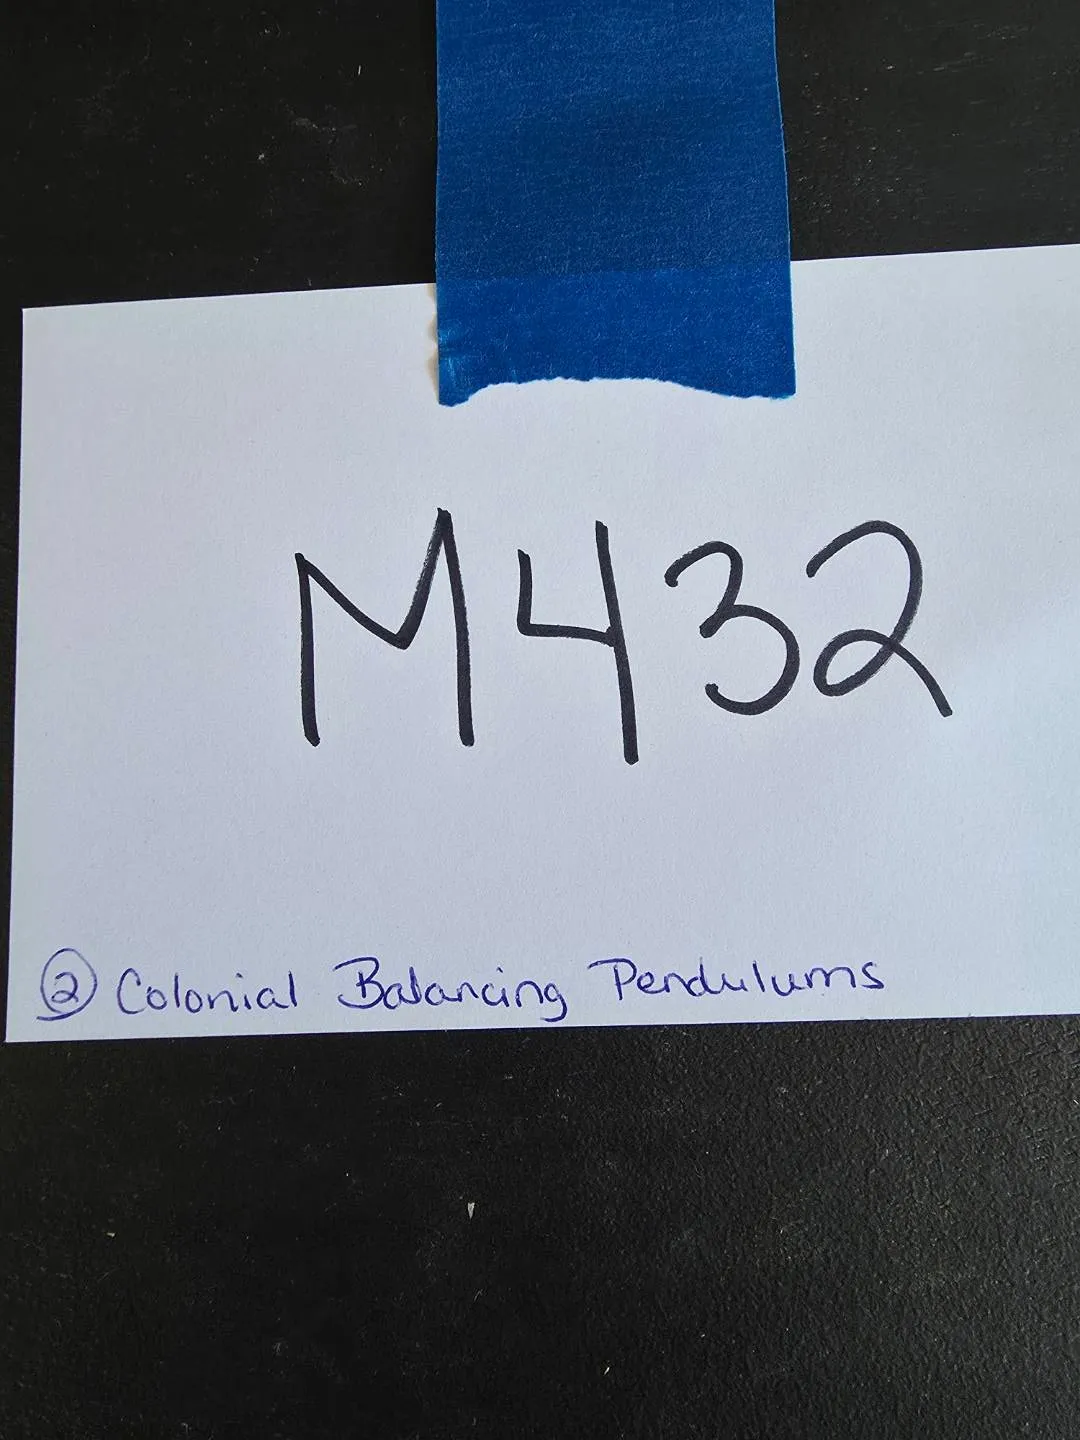 M432
② Colonial Balancing Pendulums